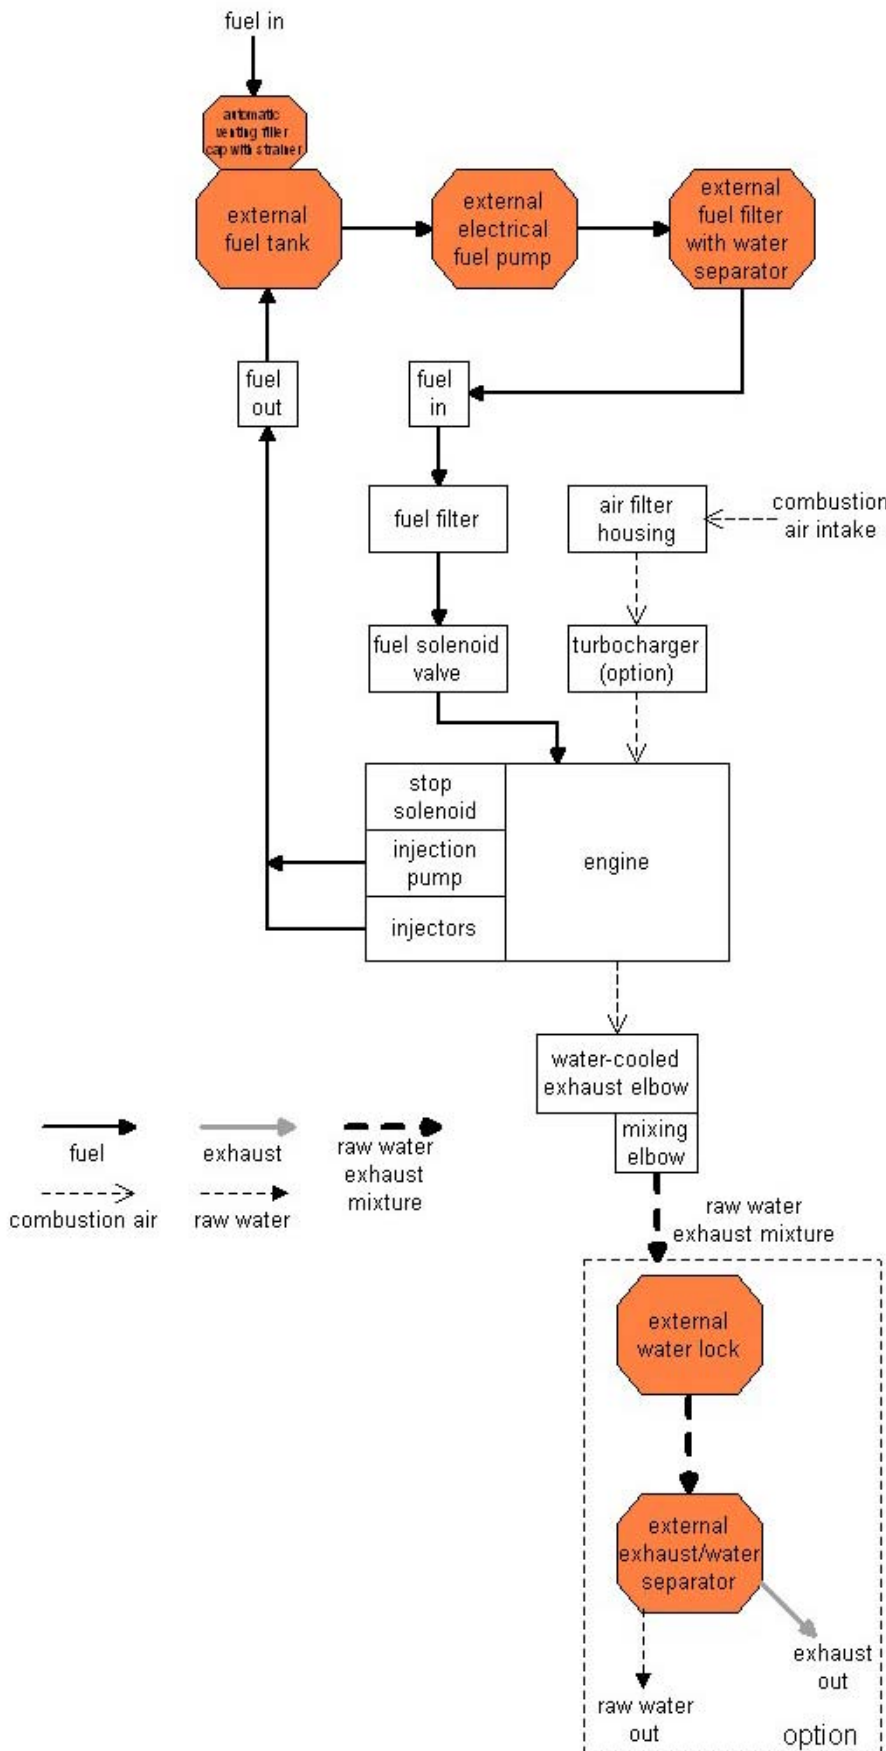 fuel in
automatic
venting filler
cap with strainer
external
fuel tank
external
electrical
fuel pump
external
fuel filter
with water
separator
fuel
out
fuel
in
fuel filter
air filter
housing
combustion
air intake
fuel solenoid
valve
turbocharger
(option)
stop
solenoid
injection
pump
injectors
engine
water-cooled
exhaust elbow
mixing
elbow
fuel
exhaust
raw water
exhaust
mixture
combustion air
raw water
raw water
exhaust mixture
external
water lock
external
exhaust/water
separator
exhaust
out
raw water
out
option